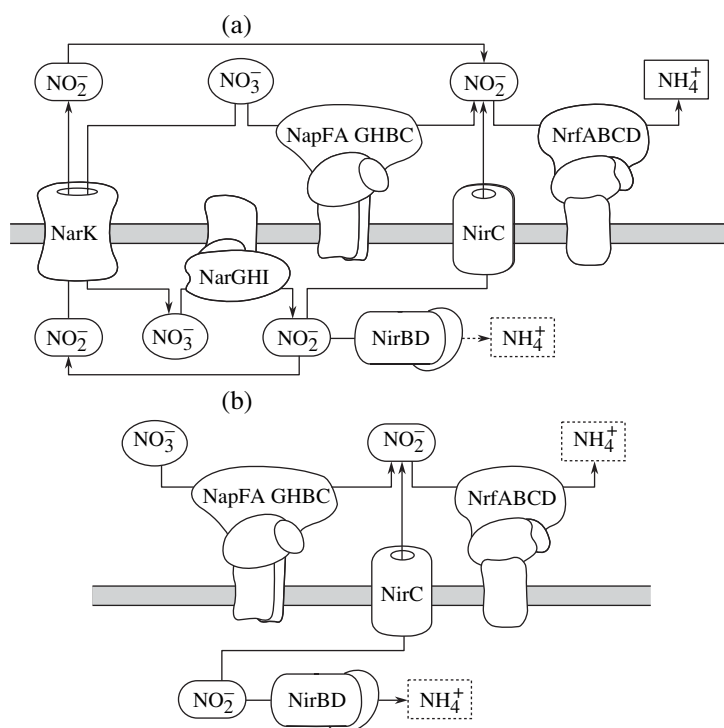 (a)
NO₂⁻ NO₃⁻ NO₂⁻ NH₄⁺
NapFA GHBC NrfABCD
NarK NirC
NarGHI
NO₂⁻ NO₃⁻ NO₂⁻ NirBD NH₄⁺
(b)
NO₃⁻ NO₂⁻ NH₄⁺
NapFA GHBC NrfABCD
NirC
NO₂⁻ NirBD NH₄⁺